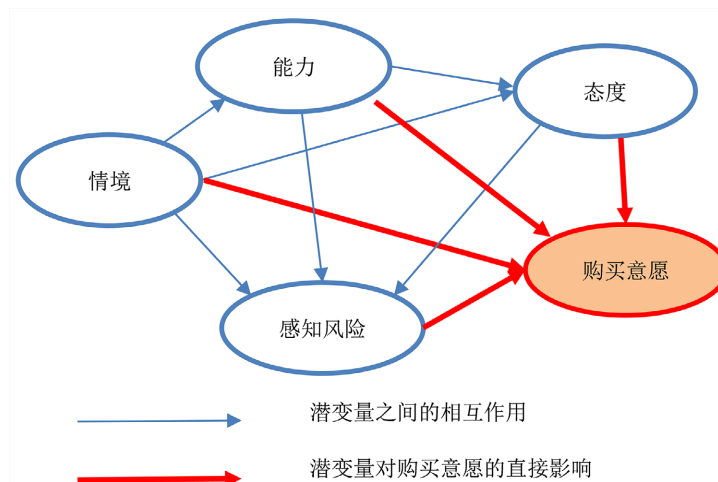 能力
态度
情境
购买意愿
感知风险
潜变量之间的相互作用
潜变量对购买意愿的直接影响